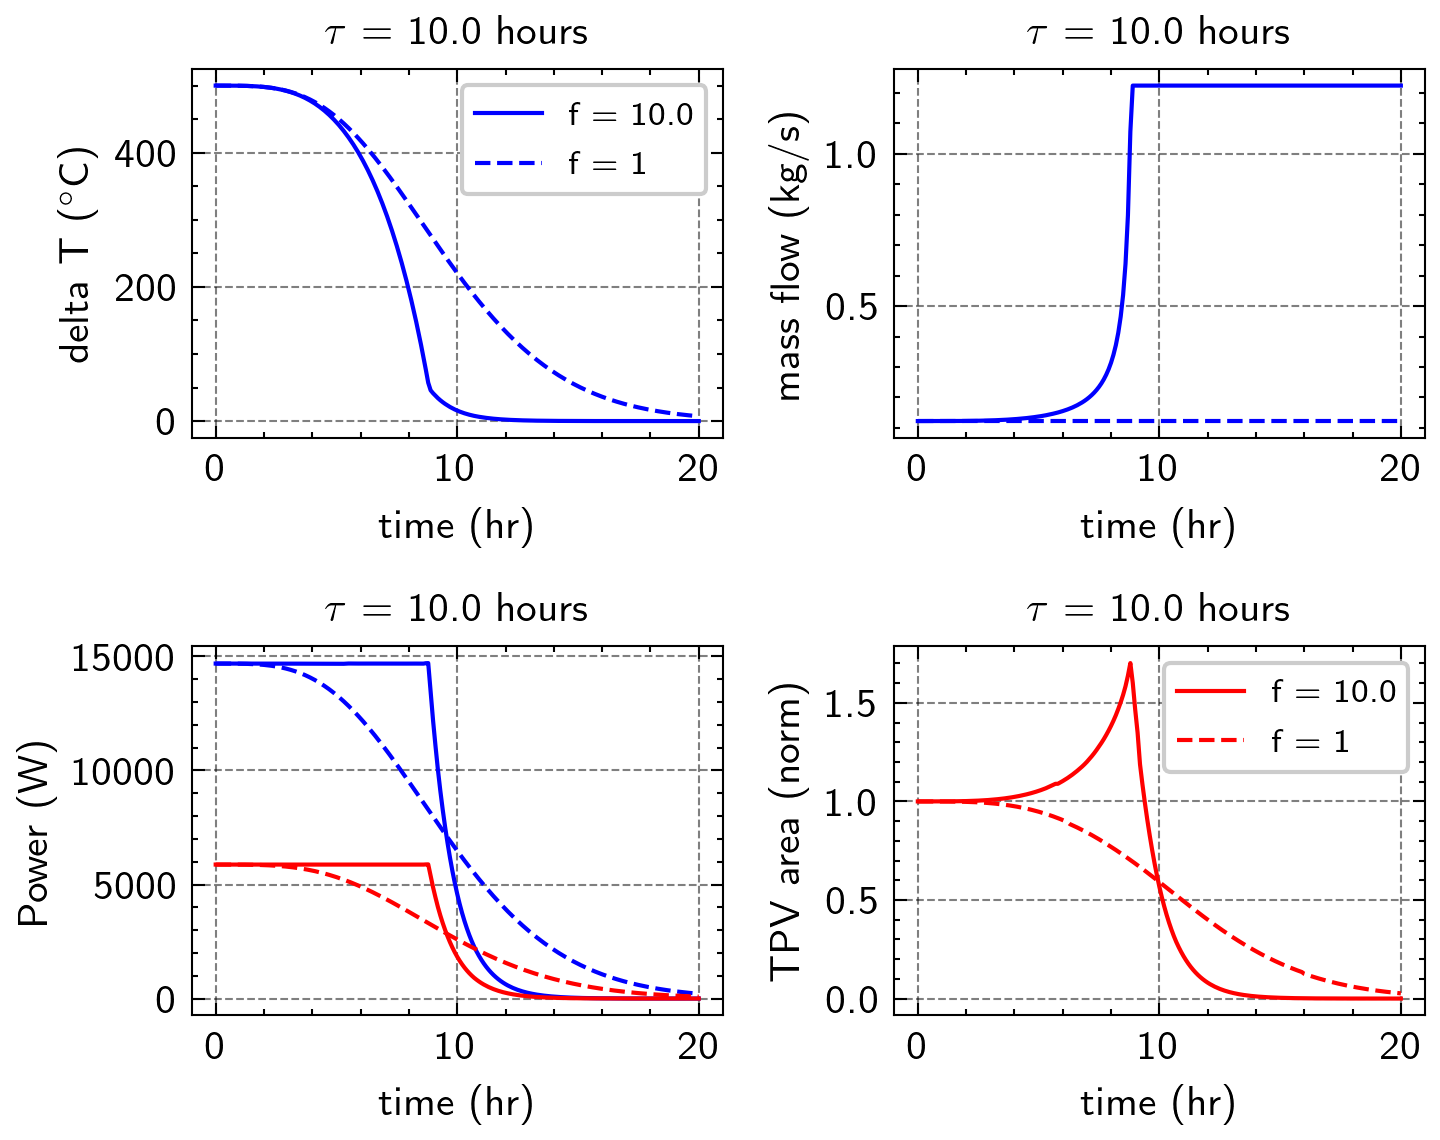 τ = 10.0 hours
delta T (°C)
400
200
0
f = 10.0
f = 1
0
10
20
time (hr)
τ = 10.0 hours
mass flow (kg/s)
1.0
0.5
0
10
20
time (hr)
τ = 10.0 hours
Power (W)
15000
10000
5000
0
0
10
20
time (hr)
τ = 10.0 hours
TPV area (norm)
1.5
1.0
0.5
0.0
f = 10.0
f = 1
0
10
20
time (hr)